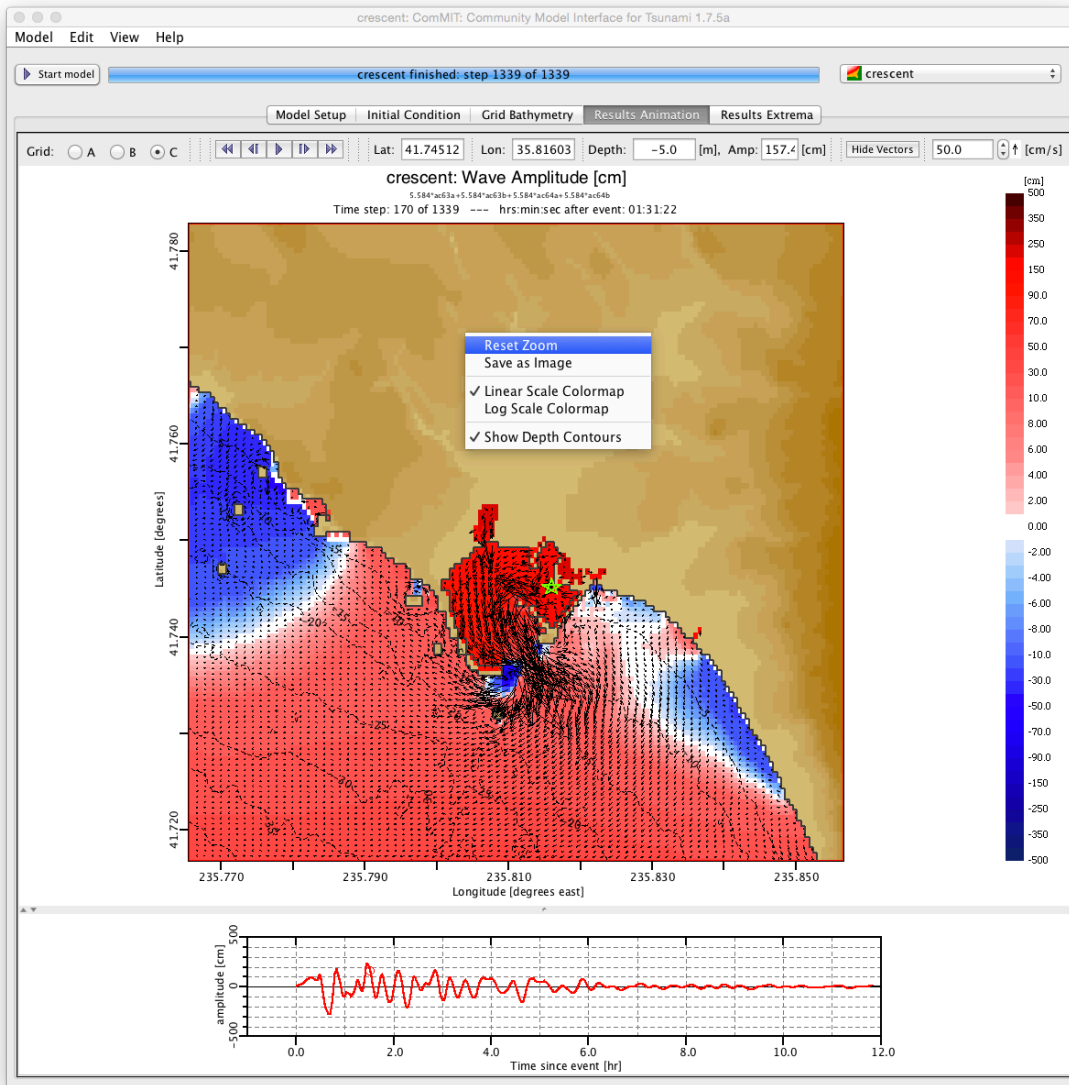 crescent: ComMIT: Community Model Interface for Tsunami 1.7.5a
Model Edit View Help
Start model crescent finished: step 1339 of 1339 crescent
Model Setup Initial Condition Grid Bathymetry Results Animation Results Extrema
Grid: A B C Lat: 41.74512 Lon: 35.81603 Depth: -5.0 [m], Amp: 157.4 [cm] Hide Vectors 50.0 [cm/s]
crescent: Wave Amplitude [cm]
5.584*ac63a+5.584*ac63b+5.584*ac64a+5.584*ac64b
Time step: 170 of 1339 --- hrs:min:sec after event: 01:31:22
[cm]
500
350
250
150
90.0
70.0
50.0
30.0
10.0
8.00
6.00
4.00
2.00
0.00
-2.00
-4.00
-6.00
-8.00
-10.0
-30.0
-50.0
-70.0
-90.0
-150
-250
-350
-500
Reset Zoom
Save as Image
✓ Linear Scale Colormap
Log Scale Colormap
✓ Show Depth Contours
Latitude [degrees]
41.780
41.760
41.740
41.720
235.770 235.790 235.810 235.830 235.850
Longitude [degrees east]
amplitude [cm]
500
0
-500
0.0 2.0 4.0 6.0 8.0 10.0 12.0
Time since event [hr]